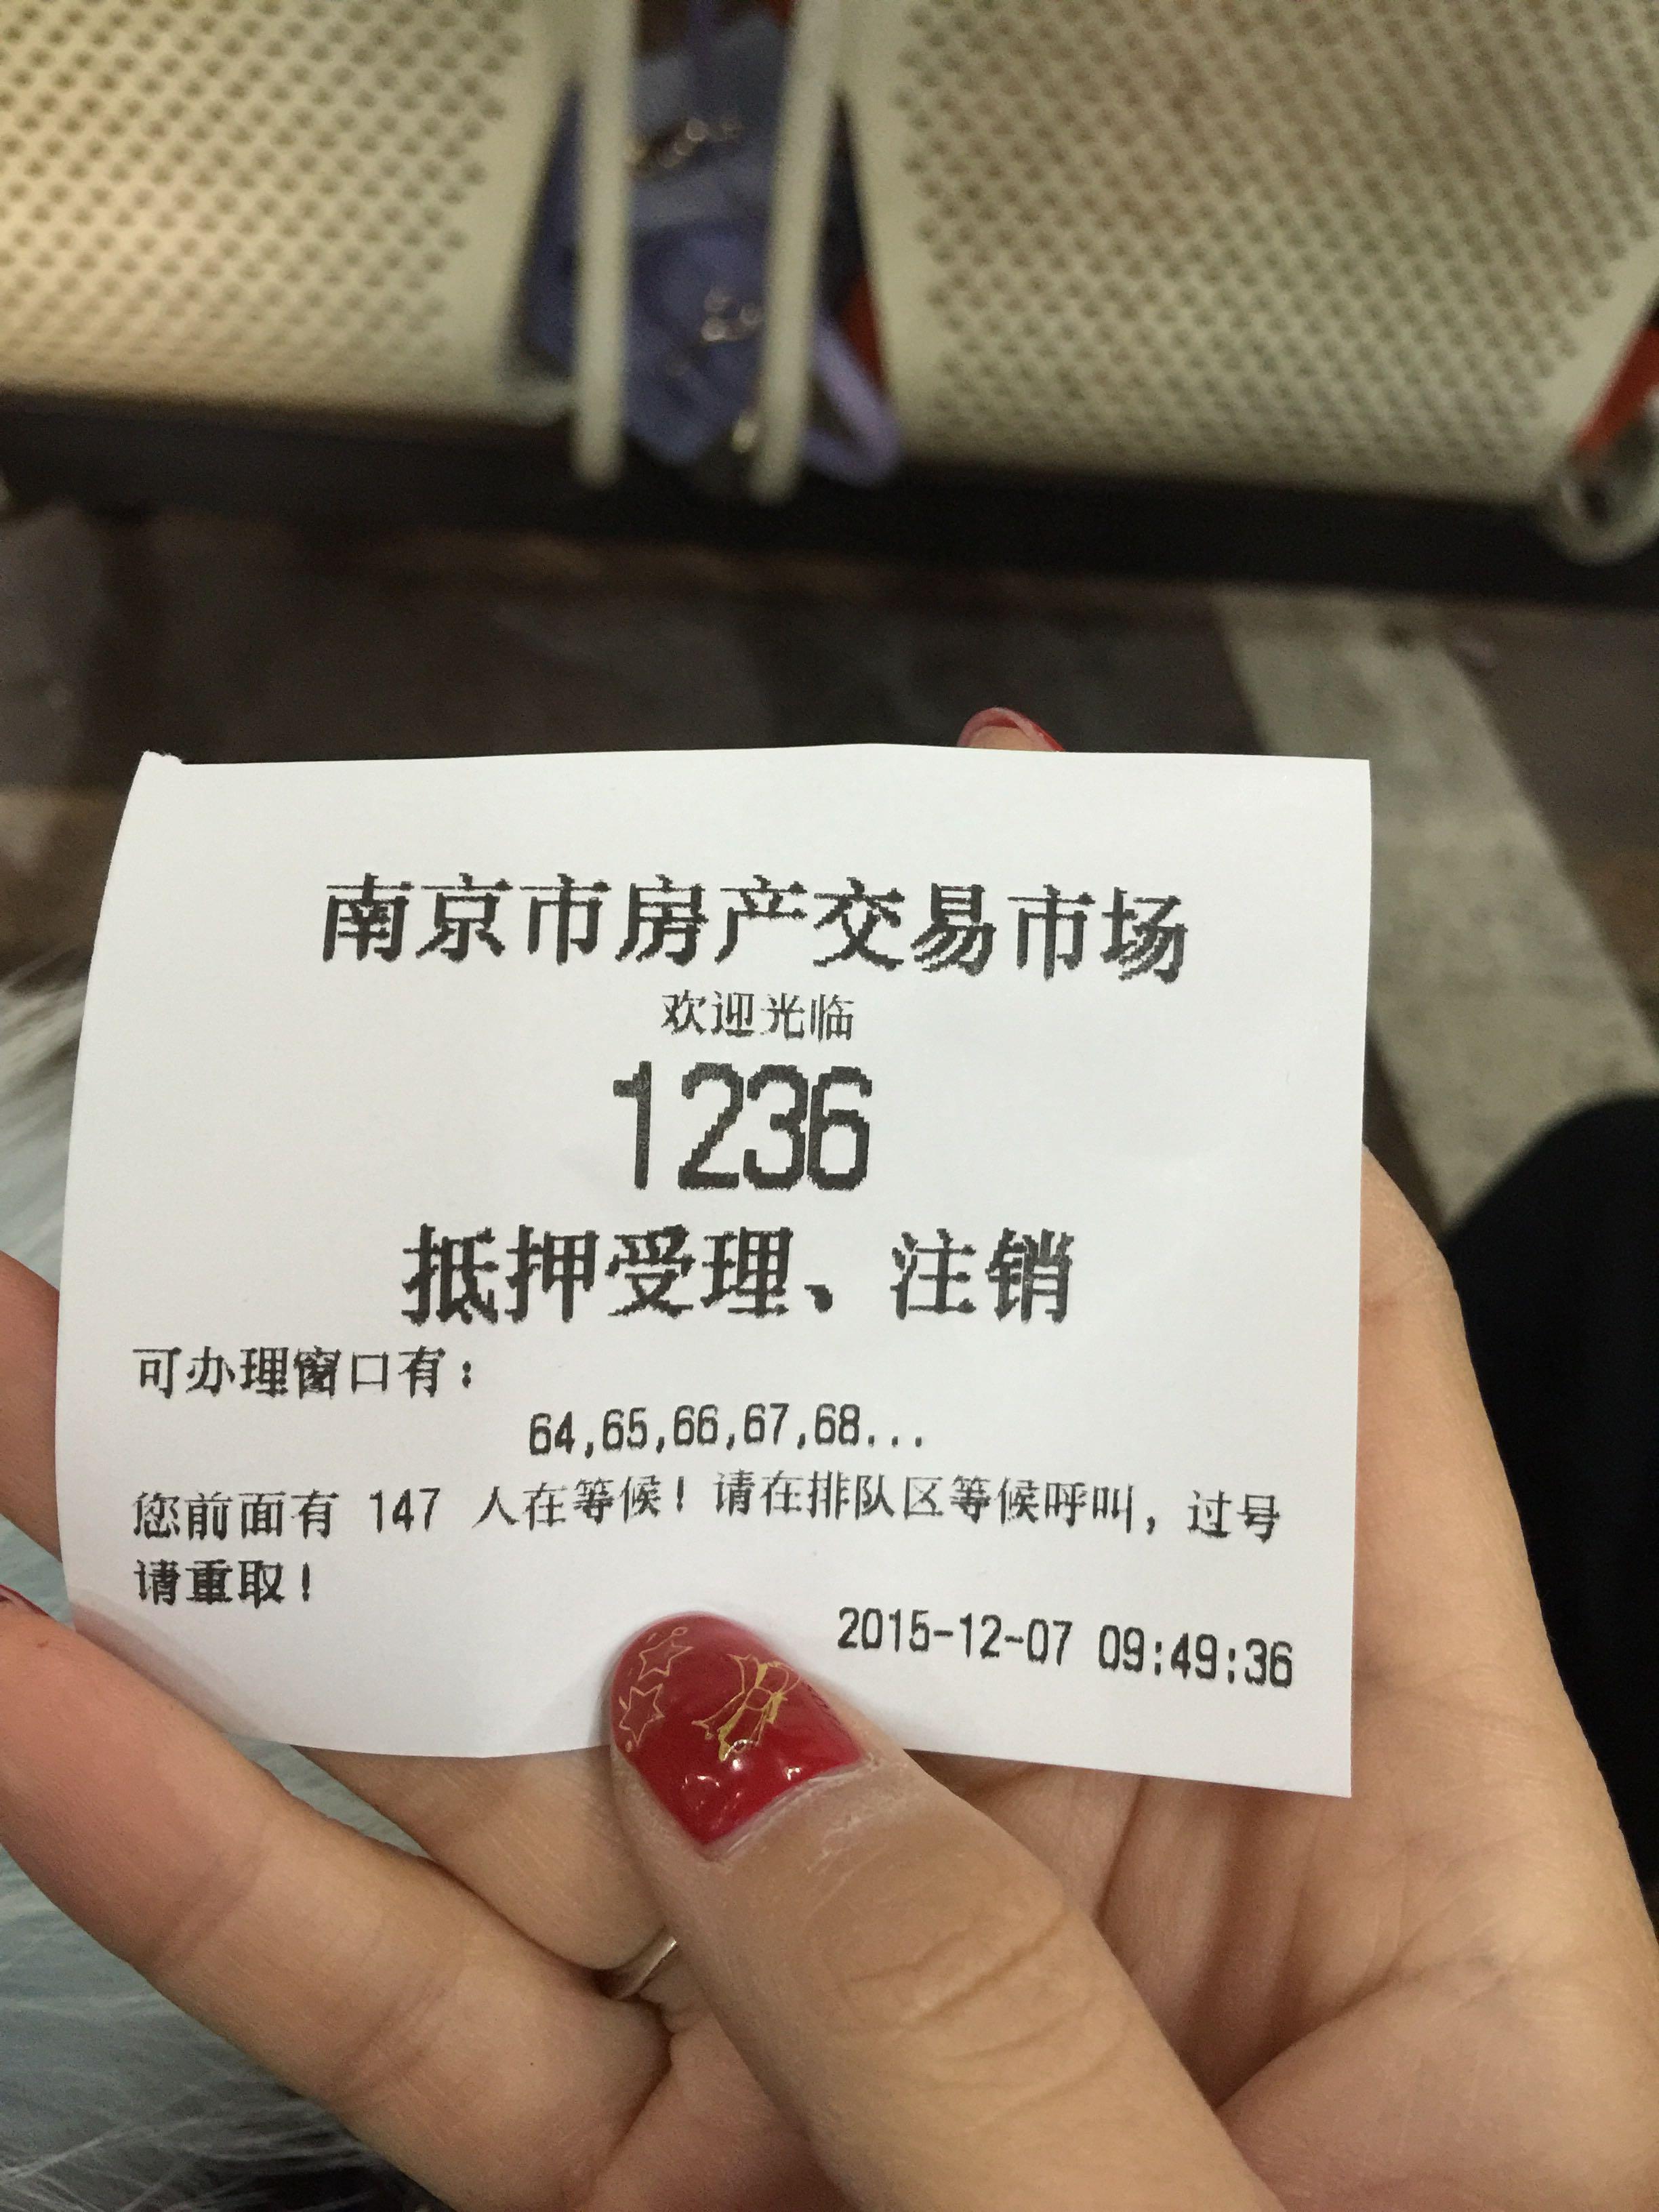 南京市房产交易市场
欢迎光临
1236
抵押受理、注销
可办理窗口有：
64,65,66,67,68...
您前面有 147 人在等候！请在排队区等候呼叫，过号
请重取！
2015-12-07 09:49:36